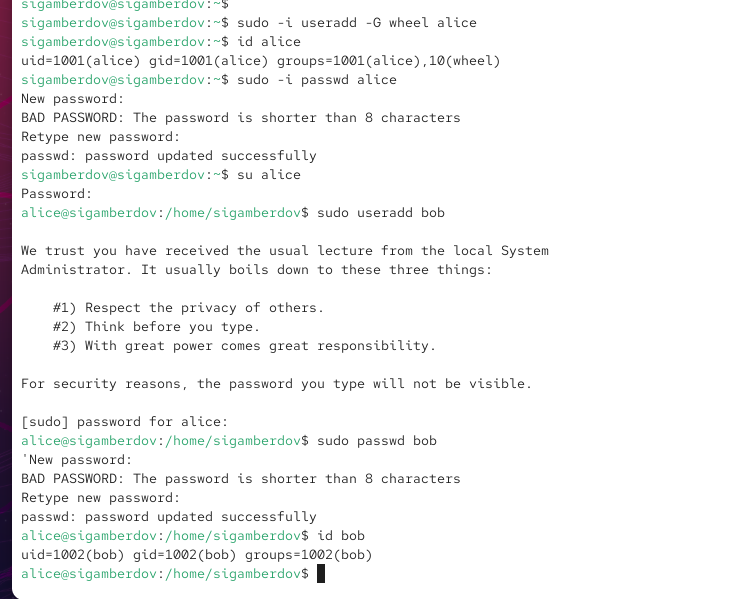 sigamberdov@sigamberdov:~$
sigamberdov@sigamberdov:~$ sudo -i useradd -G wheel alice
sigamberdov@sigamberdov:~$ id alice
uid=1001(alice) gid=1001(alice) groups=1001(alice),10(wheel)
sigamberdov@sigamberdov:~$ sudo -i passwd alice
New password:
BAD PASSWORD: The password is shorter than 8 characters
Retype new password:
passwd: password updated successfully
sigamberdov@sigamberdov:~$ su alice
Password:
alice@sigamberdov:/home/sigamberdov$ sudo useradd bob

We trust you have received the usual lecture from the local System
Administrator. It usually boils down to these three things:

    #1) Respect the privacy of others.
    #2) Think before you type.
    #3) With great power comes great responsibility.

For security reasons, the password you type will not be visible.

[sudo] password for alice:
alice@sigamberdov:/home/sigamberdov$ sudo passwd bob
'New password:
BAD PASSWORD: The password is shorter than 8 characters
Retype new password:
passwd: password updated successfully
alice@sigamberdov:/home/sigamberdov$ id bob
uid=1002(bob) gid=1002(bob) groups=1002(bob)
alice@sigamberdov:/home/sigamberdov$